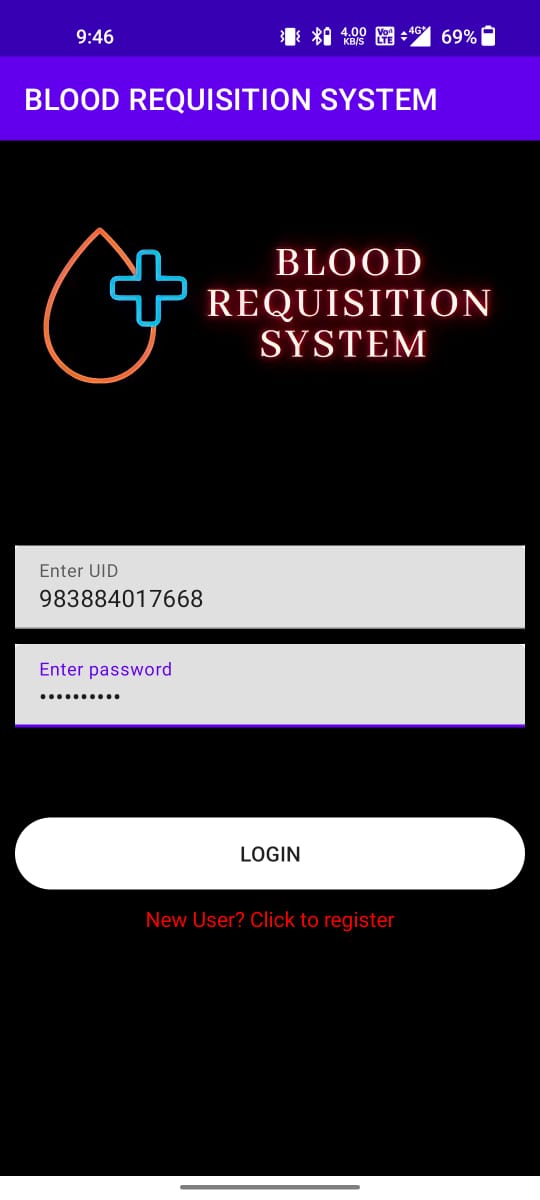 9:46
4.00 KB/S
Vo)) LTE
4G+
69%
BLOOD REQUISITION SYSTEM
BLOOD
REQUISITION
SYSTEM
Enter UID
983884017668
Enter password
••••••••••
LOGIN
New User? Click to register